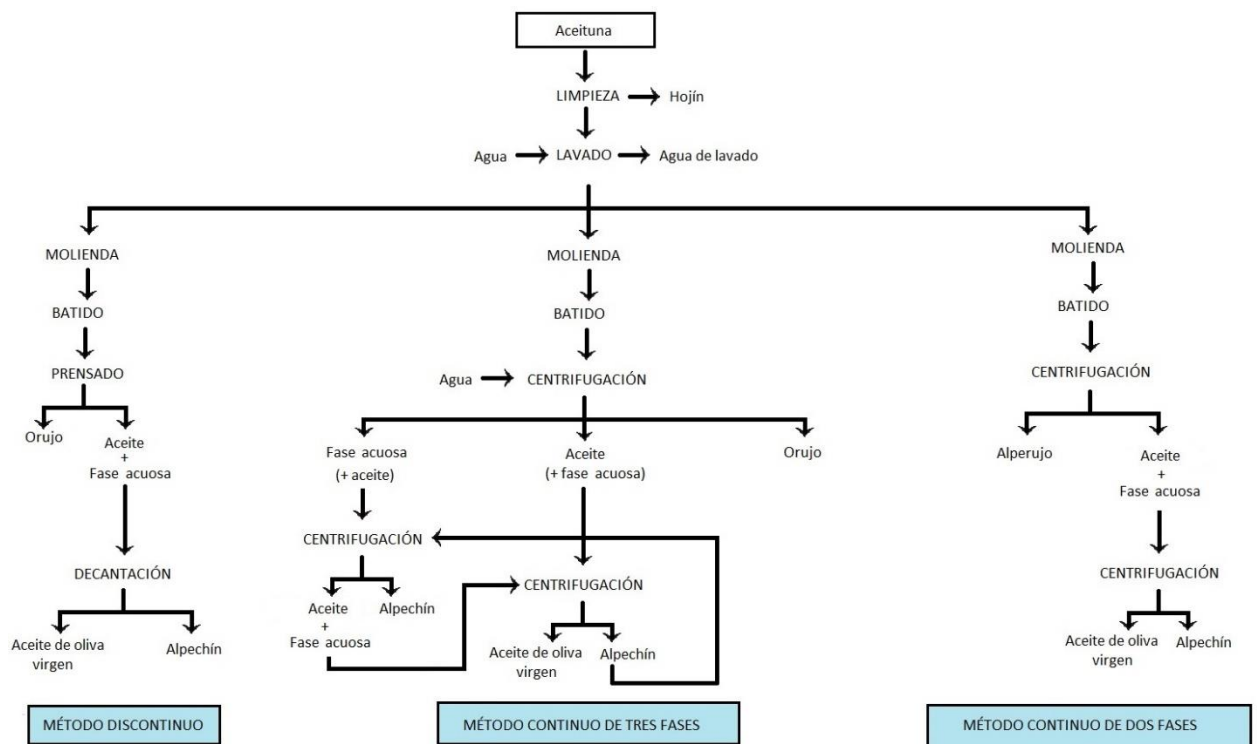 Aceituna
LIMPIEZA
Hojín
Agua
LAVADO
Agua de lavado
MOLIENDA
BATIDO
PRENSADO
Orujo
Aceite
+
Fase acuosa
DECANTACIÓN
Aceite de oliva
virgen
Alpechín
MÉTODO DISCONTINUO
MOLIENDA
BATIDO
Agua
CENTRIFUGACIÓN
Fase acuosa
(+ aceite)
Aceite
(+ fase acuosa)
Orujo
CENTRIFUGACIÓN
Aceite
+
Fase acuosa
Alpechín
CENTRIFUGACIÓN
Aceite de oliva
virgen
Alpechín
MÉTODO CONTINUO DE TRES FASES
MOLIENDA
BATIDO
CENTRIFUGACIÓN
Alperujo
Aceite
+
Fase acuosa
CENTRIFUGACIÓN
Aceite de oliva
virgen
Alpechín
MÉTODO CONTINUO DE DOS FASES